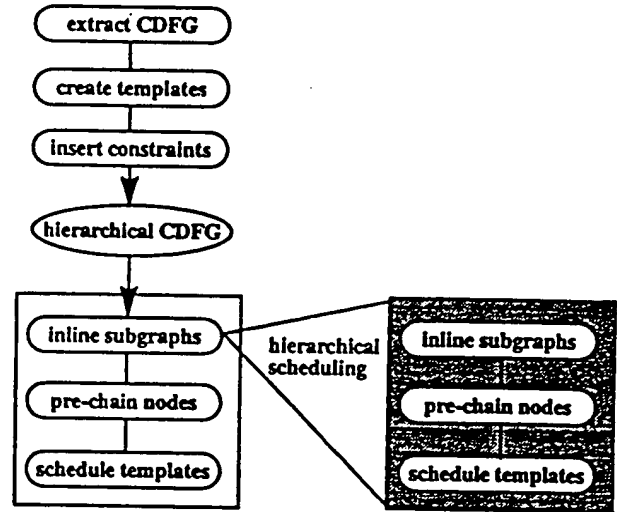 extract CDFG
create templates
insert constraints
hierarchical CDFG
inline subgraphs
pre-chain nodes
schedule templates
hierarchical
scheduling
inline subgraphs
pre-chain nodes
schedule templates